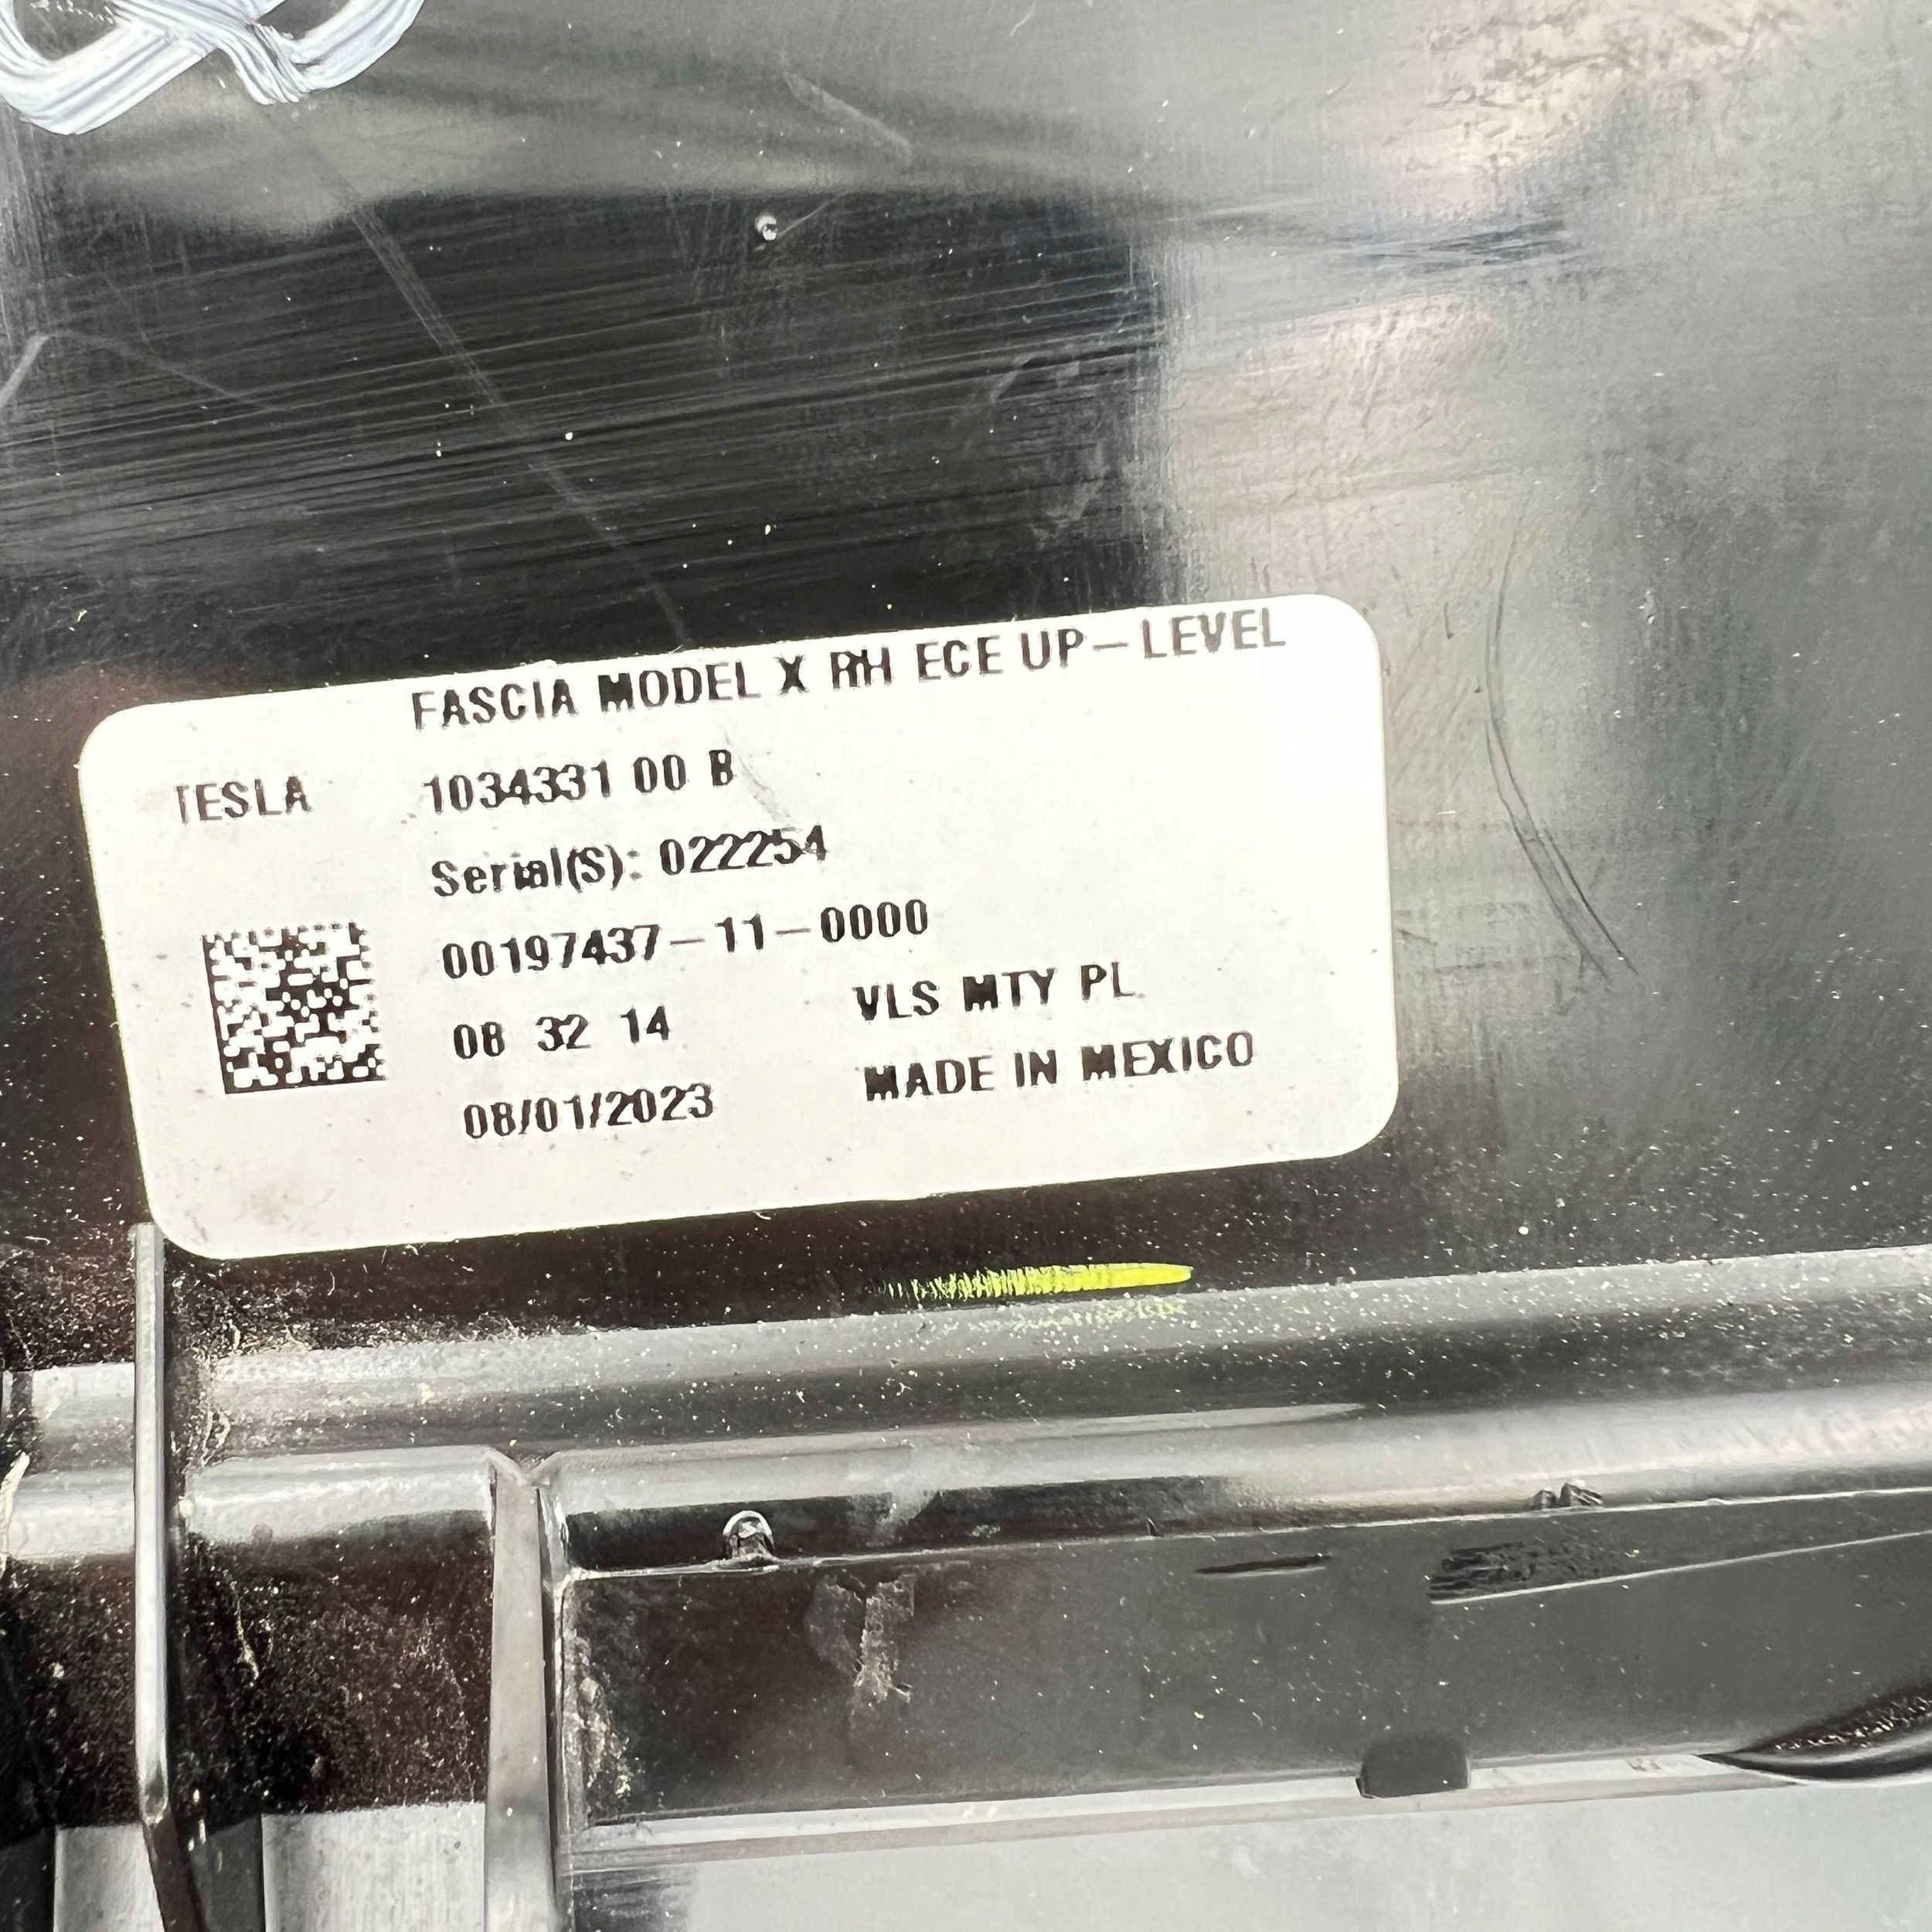 FASCIA MODEL X RH ECE UP-LEVEL
TESLA 1034331 00 B
Serial(S): 022254
00197437-11-0000
08 32 14 VLS MTY PL
08/01/2023 MADE IN MEXICO